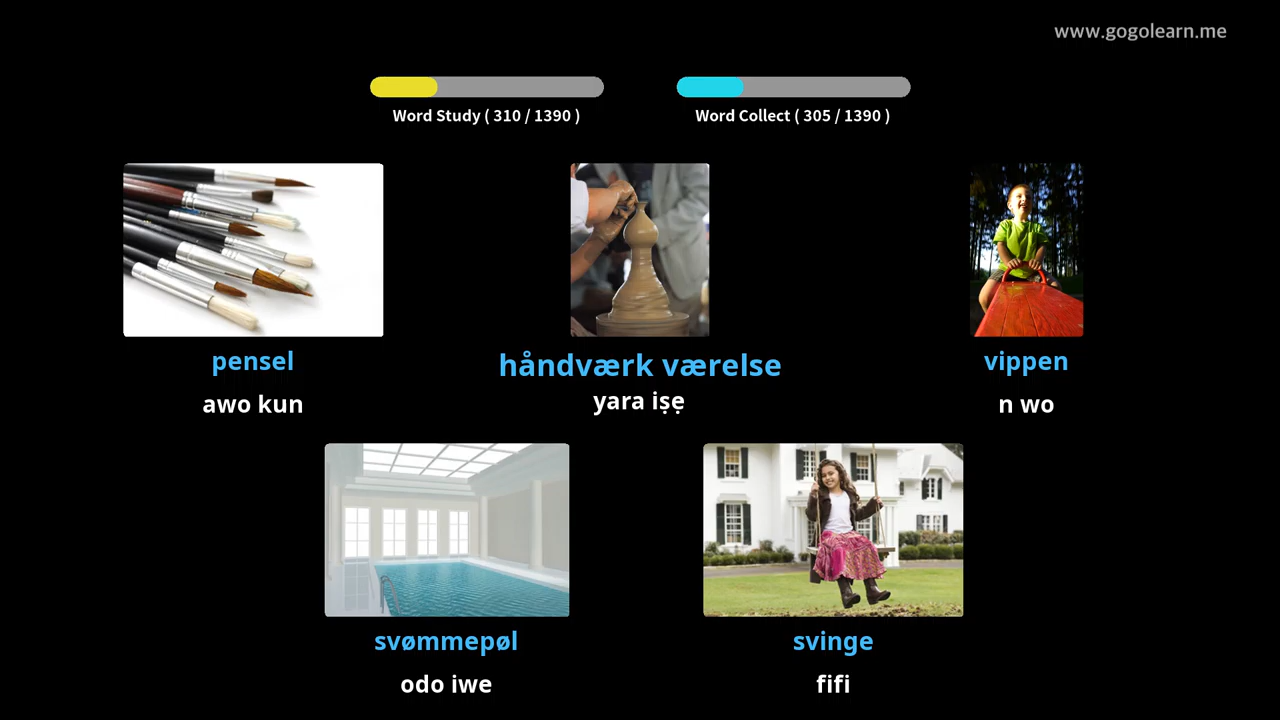 www.gogolearn.me
Word Study ( 310 / 1390 )
Word Collect ( 305 / 1390 )
pensel
awo kun
håndværk værelse
yara iṣẹ
vippen
n wo
svømmepøl
odo iwe
svinge
fifi